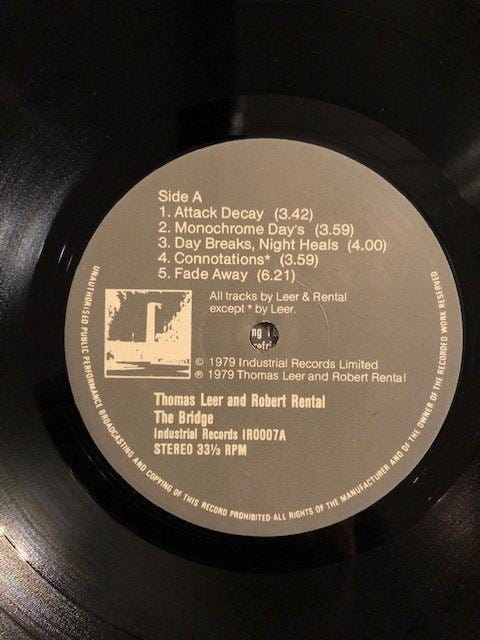 Side A
1. Attack Decay (3.42)
2. Monochrome Day's (3.59)
3. Day Breaks, Night Heals (4.00)
4. Connotations* (3.59)
5. Fade Away (6.21)
All tracks by Leer & Rental
except * by Leer.
© 1979 Industrial Records Limited
℗ 1979 Thomas Leer and Robert Rental
Thomas Leer and Robert Rental
The Bridge
Industrial Records IR0007A
STEREO 33⅓ RPM
UNAUTHORISED PUBLIC PERFORMANCE BROADCASTING AND COPYING OF THIS RECORD PROHIBITED-ALL RIGHTS OF THE MANUFACTURER AND OF THE OWNER OF THE RECORDED WORK RESERVED